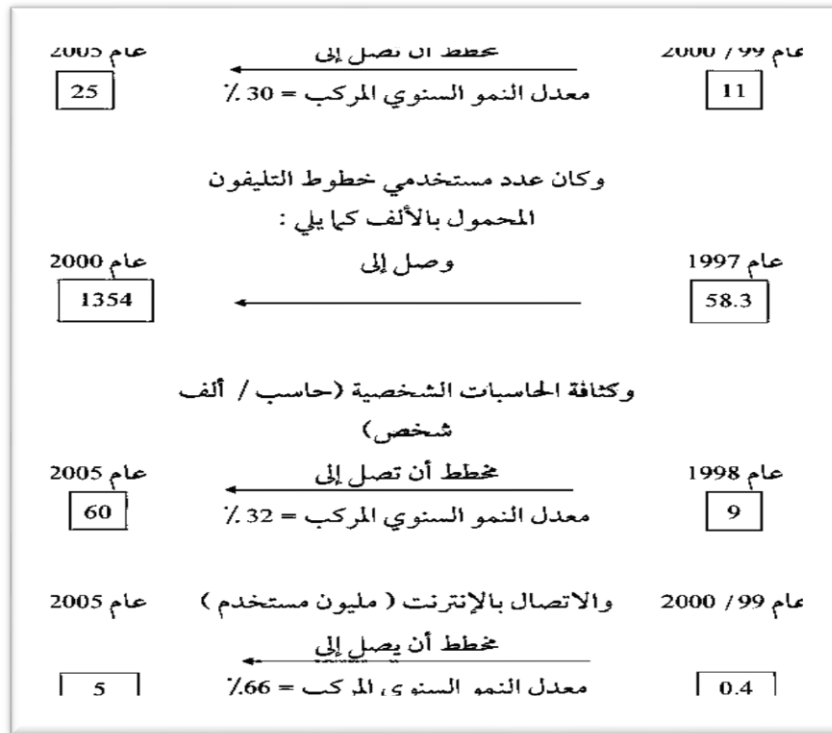 عام 99 / 2000 مخطط أن تصل إلى عام 2005
11 معدل النمو السنوي المركب = 30 ٪ 25
وكان عدد مستخدمي خطوط التليفون
المحمول بالألف كما يلي :
عام 1997 وصل إلى عام 2000
58.3 1354
وكثافة الحاسبات الشخصية (حاسب / ألف
شخص)
عام 1998 مخطط أن تصل إلى عام 2005
9 معدل النمو السنوي المركب = 32 ٪ 60
عام 99 / 2000 والاتصال بالإنترنت ( مليون مستخدم ) عام 2005
مخطط أن يصل إلى
0.4 معدل النمو السنوي المركب = 66٪ 5